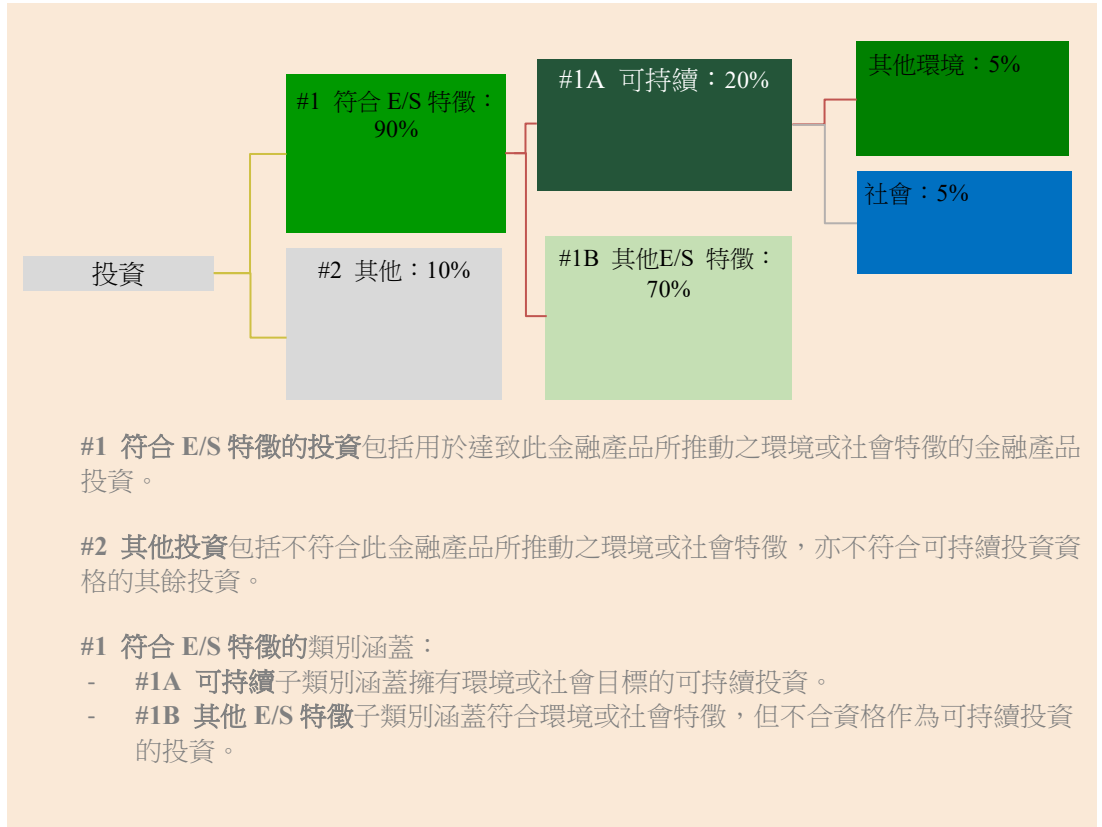 投資
#1 符合 E/S 特徵：
90%
#2 其他：10%
#1A 可持續：20%
#1B 其他E/S 特徵：
70%
其他環境：5%
社會：5%
#1 符合 E/S 特徵的投資包括用於達致此金融產品所推動之環境或社會特徵的金融產品
投資。
#2 其他投資包括不符合此金融產品所推動之環境或社會特徵，亦不符合可持續投資資
格的其餘投資。
#1 符合 E/S 特徵的類別涵蓋：
- #1A 可持續子類別涵蓋擁有環境或社會目標的可持續投資。
- #1B 其他 E/S 特徵子類別涵蓋符合環境或社會特徵，但不合資格作為可持續投資
的投資。